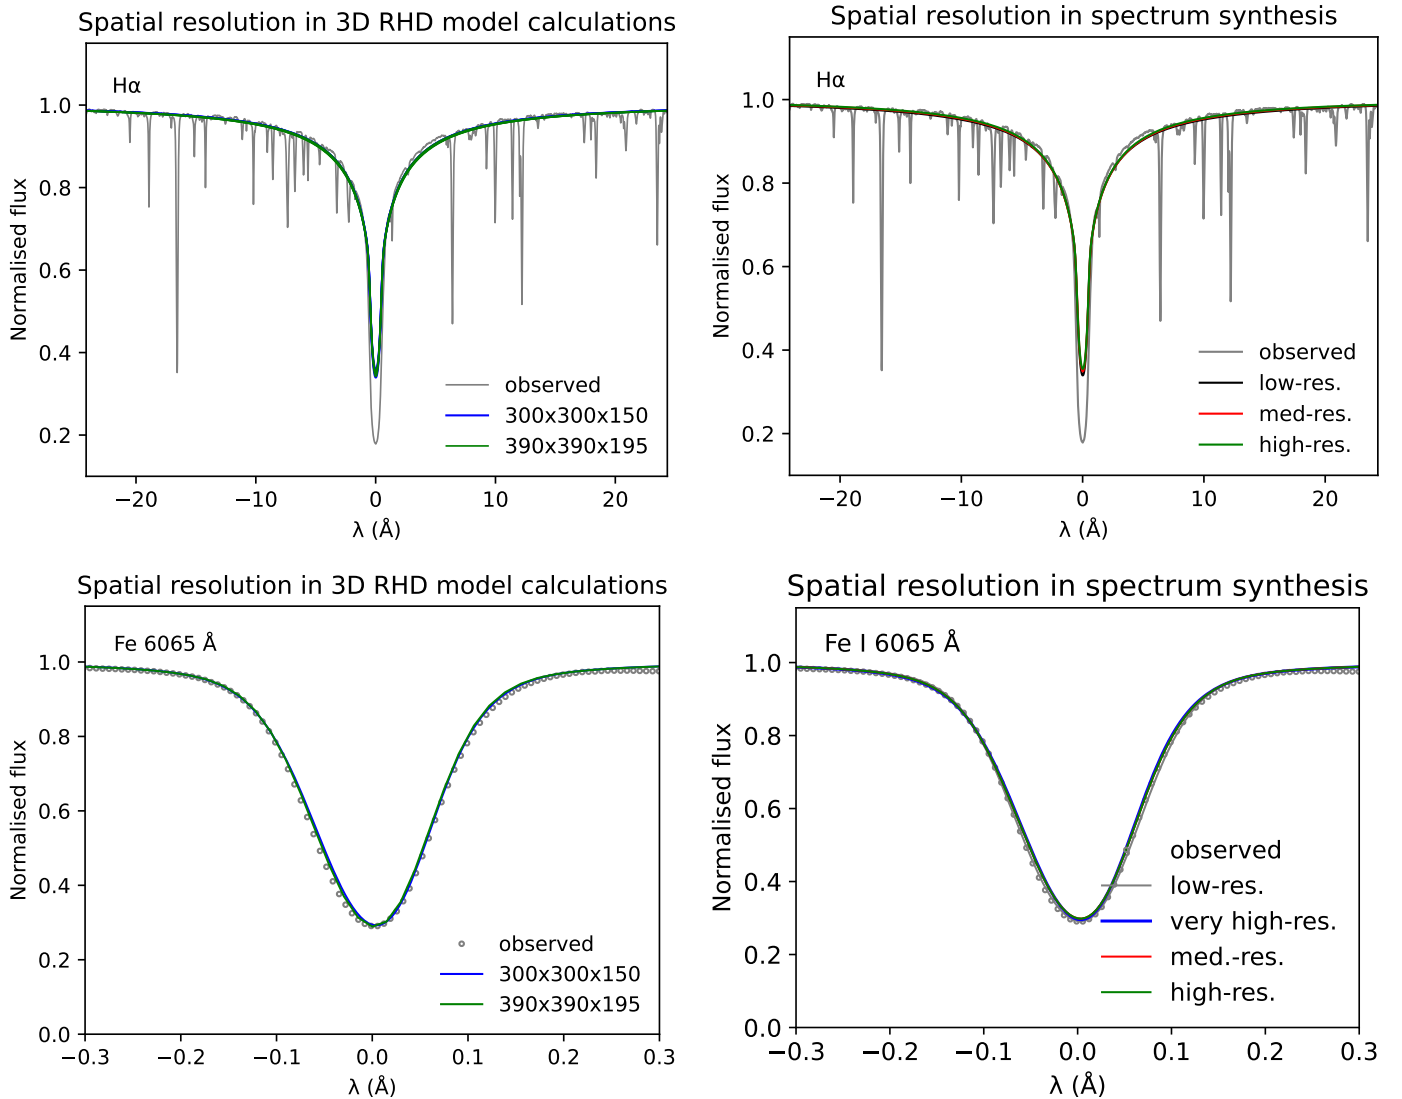 Spatial resolution in 3D RHD model calculations
Hα
Normalised flux
1.0
0.8
0.6
0.4
0.2
observed
300x300x150
390x390x195
−20
−10
0
10
20
λ (Å)
Spatial resolution in spectrum synthesis
Hα
Normalised flux
1.0
0.8
0.6
0.4
0.2
observed
low-res.
med-res.
high-res.
−20
−10
0
10
20
λ (Å)
Spatial resolution in 3D RHD model calculations
Fe 6065 Å
Normalised flux
1.0
0.8
0.6
0.4
0.2
0.0
observed
300x300x150
390x390x195
−0.3
−0.2
−0.1
0.0
0.1
0.2
0.3
λ (Å)
Spatial resolution in spectrum synthesis
Fe I 6065 Å
Normalised flux
1.0
0.8
0.6
0.4
0.2
0.0
observed
low-res.
very high-res.
med.-res.
high-res.
−0.3
−0.2
−0.1
0.0
0.1
0.2
0.3
λ (Å)